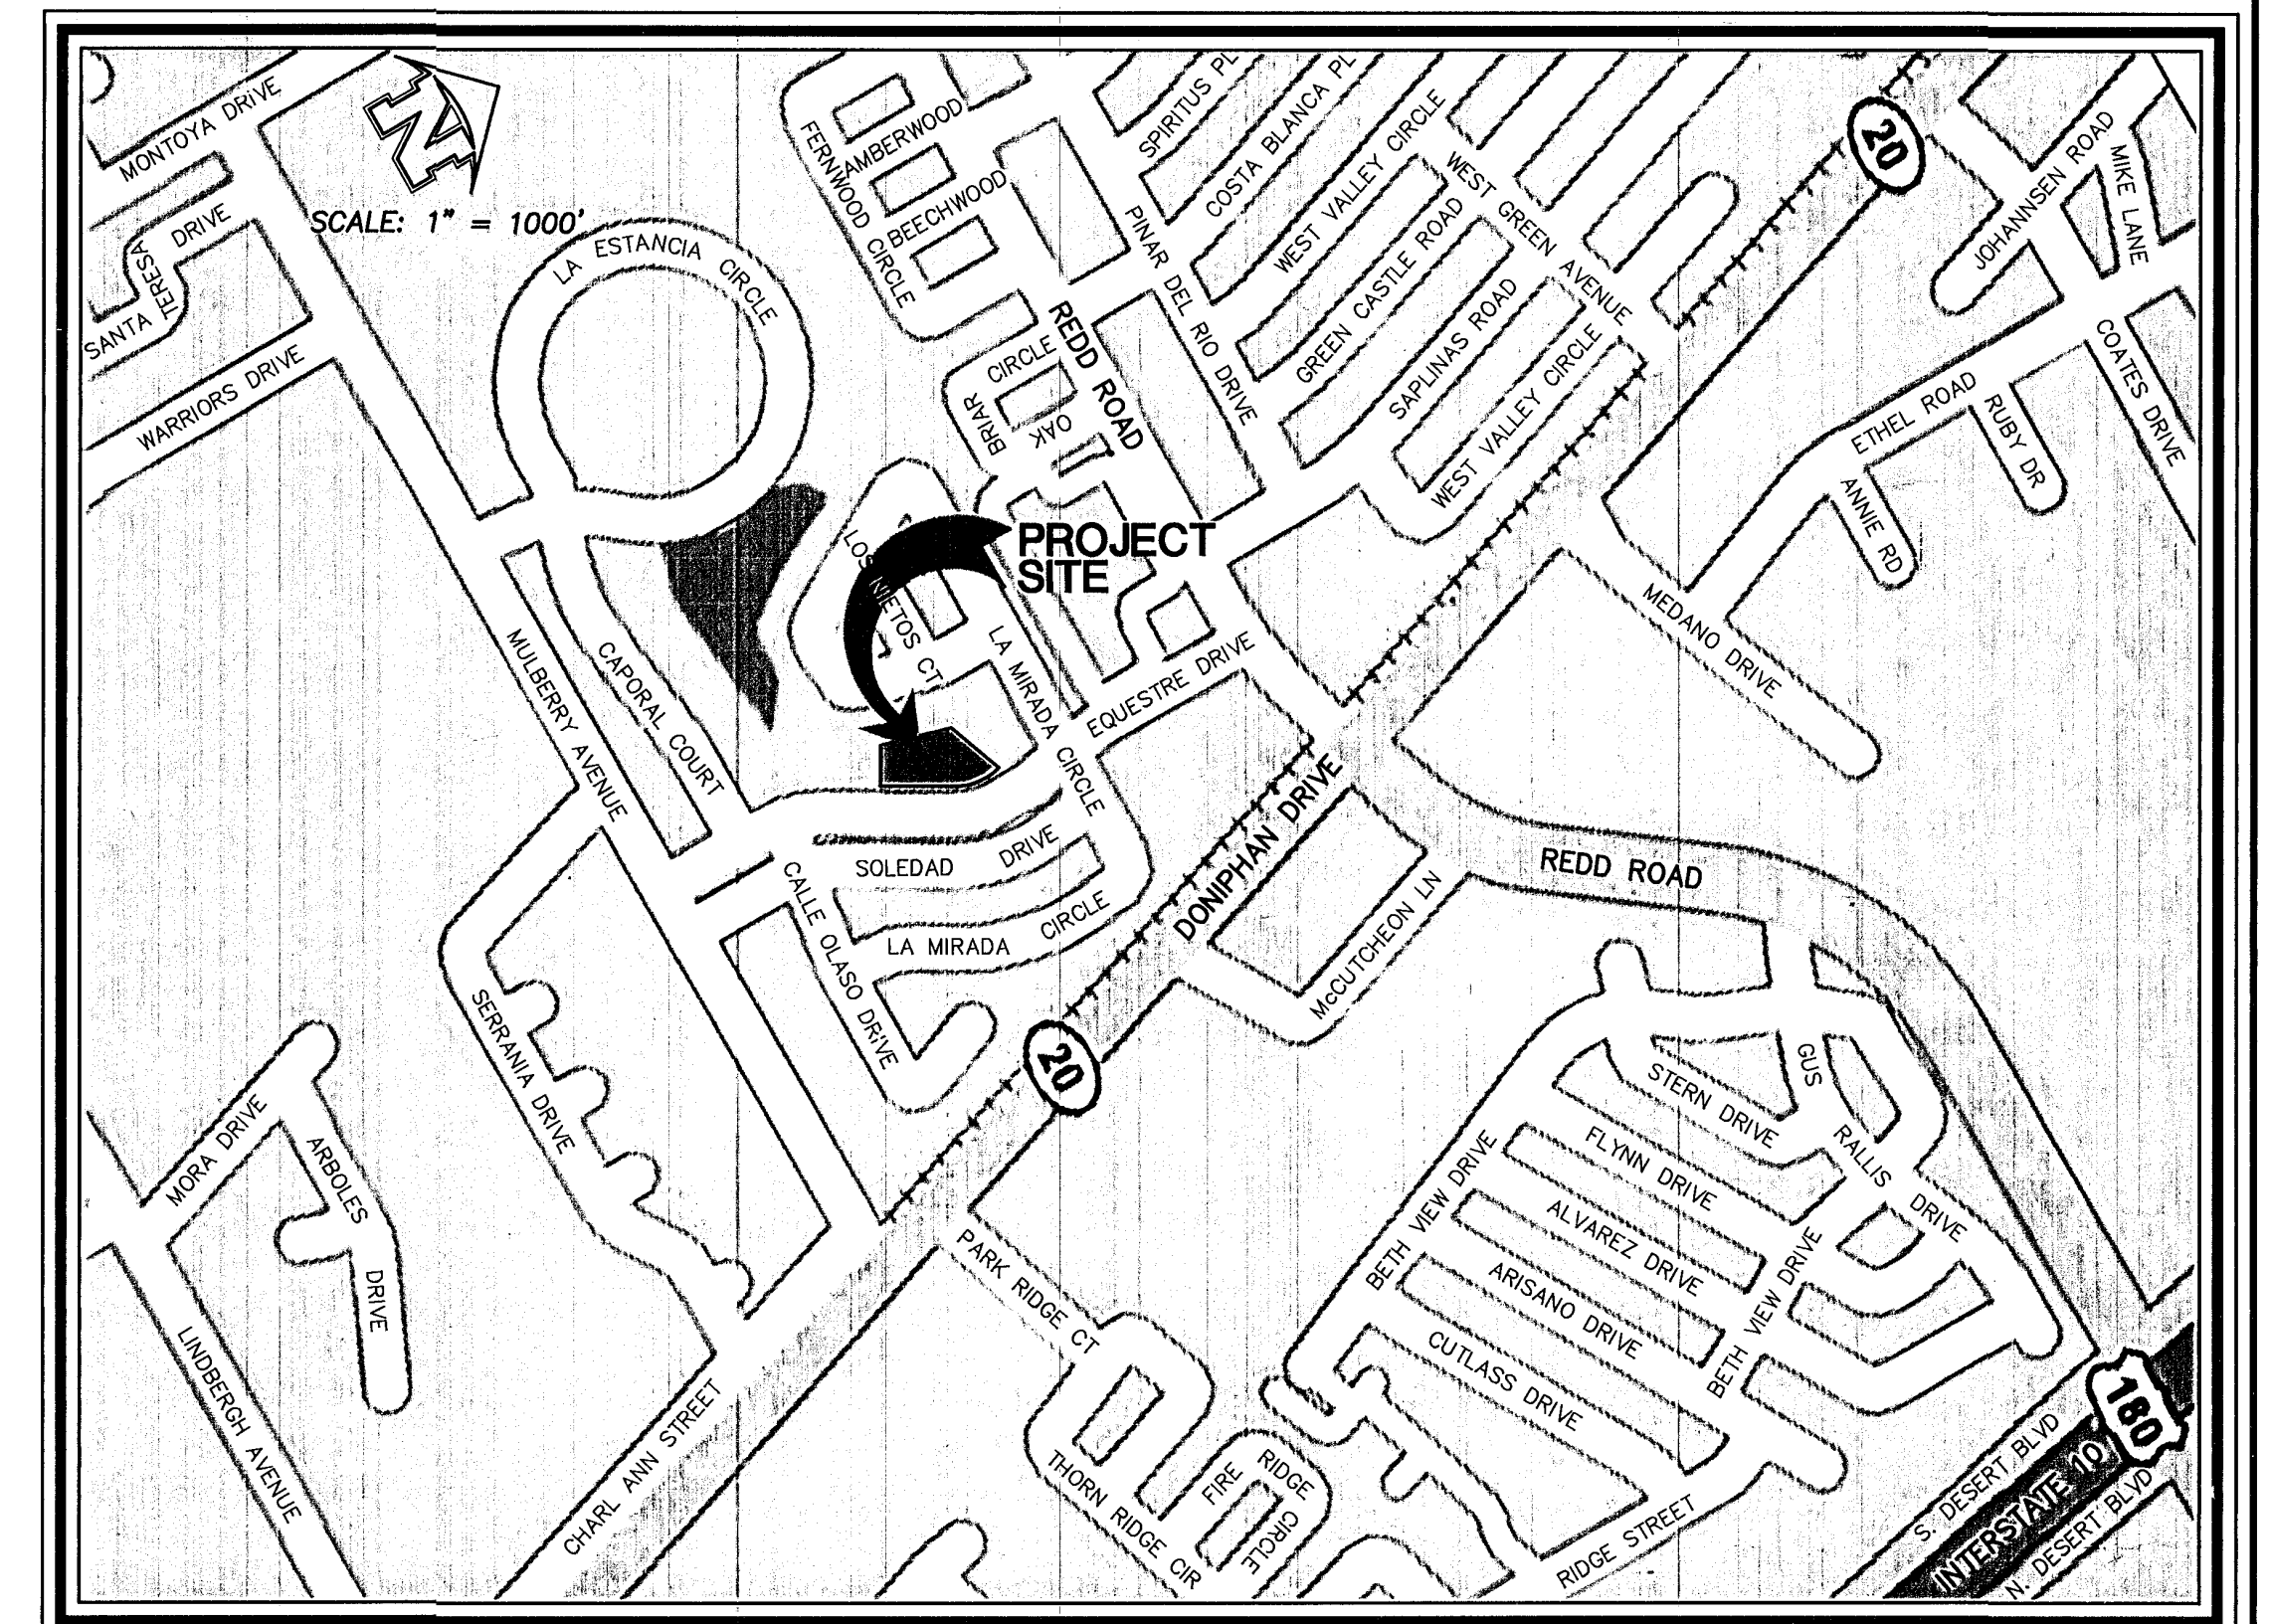 MONTOYA DRIVE
N
SCALE: 1" = 1000'
SANTA TERESA DRIVE
WARRIORS DRIVE
LA ESTANCIA CIRCLE
FERNWOOD CIRCLE
AMBERWOOD
BEECHWOOD
BRIAR CIRCLE
OAK
REDD ROAD
PINAR DEL RIO DRIVE
SPIRITUS PL
COSTA BLANCA PL
WEST VALLEY CIRCLE
WEST GREEN AVENUE
GREEN CASTLE ROAD
SAPLINAS ROAD
WEST VALLEY CIRCLE
20
JOHANNSEN ROAD
MIKE LANE
COATES DRIVE
ETHEL ROAD
RUBY DR
ANNIE RD
MEDANO DRIVE
PROJECT
SITE
LOS NIETOS CT
LA MIRADA CIRCLE
EQUESTRE DRIVE
MULBERRY AVENUE
CAPORAL COURT
SOLEDAD DRIVE
LA MIRADA CIRCLE
CALLE OLASO DRIVE
DONIPHAN DRIVE
McCUTCHEON LN
REDD ROAD
20
SERRANIA DRIVE
MORA DRIVE
ARBOLES DRIVE
LINDBERGH AVENUE
CHARL ANN STREET
PARK RIDGE CT
THORN RIDGE CIR
FIRE RIDGE CIRCLE
RIDGE STREET
GUS RALLIS DRIVE
STERN DRIVE
FLYNN DRIVE
BETH VIEW DRIVE
ALVAREZ DRIVE
ARISANO DRIVE
CUTLASS DRIVE
BETH VIEW DRIVE
180
S. DESERT BLVD
INTERSTATE 10
N. DESERT BLVD